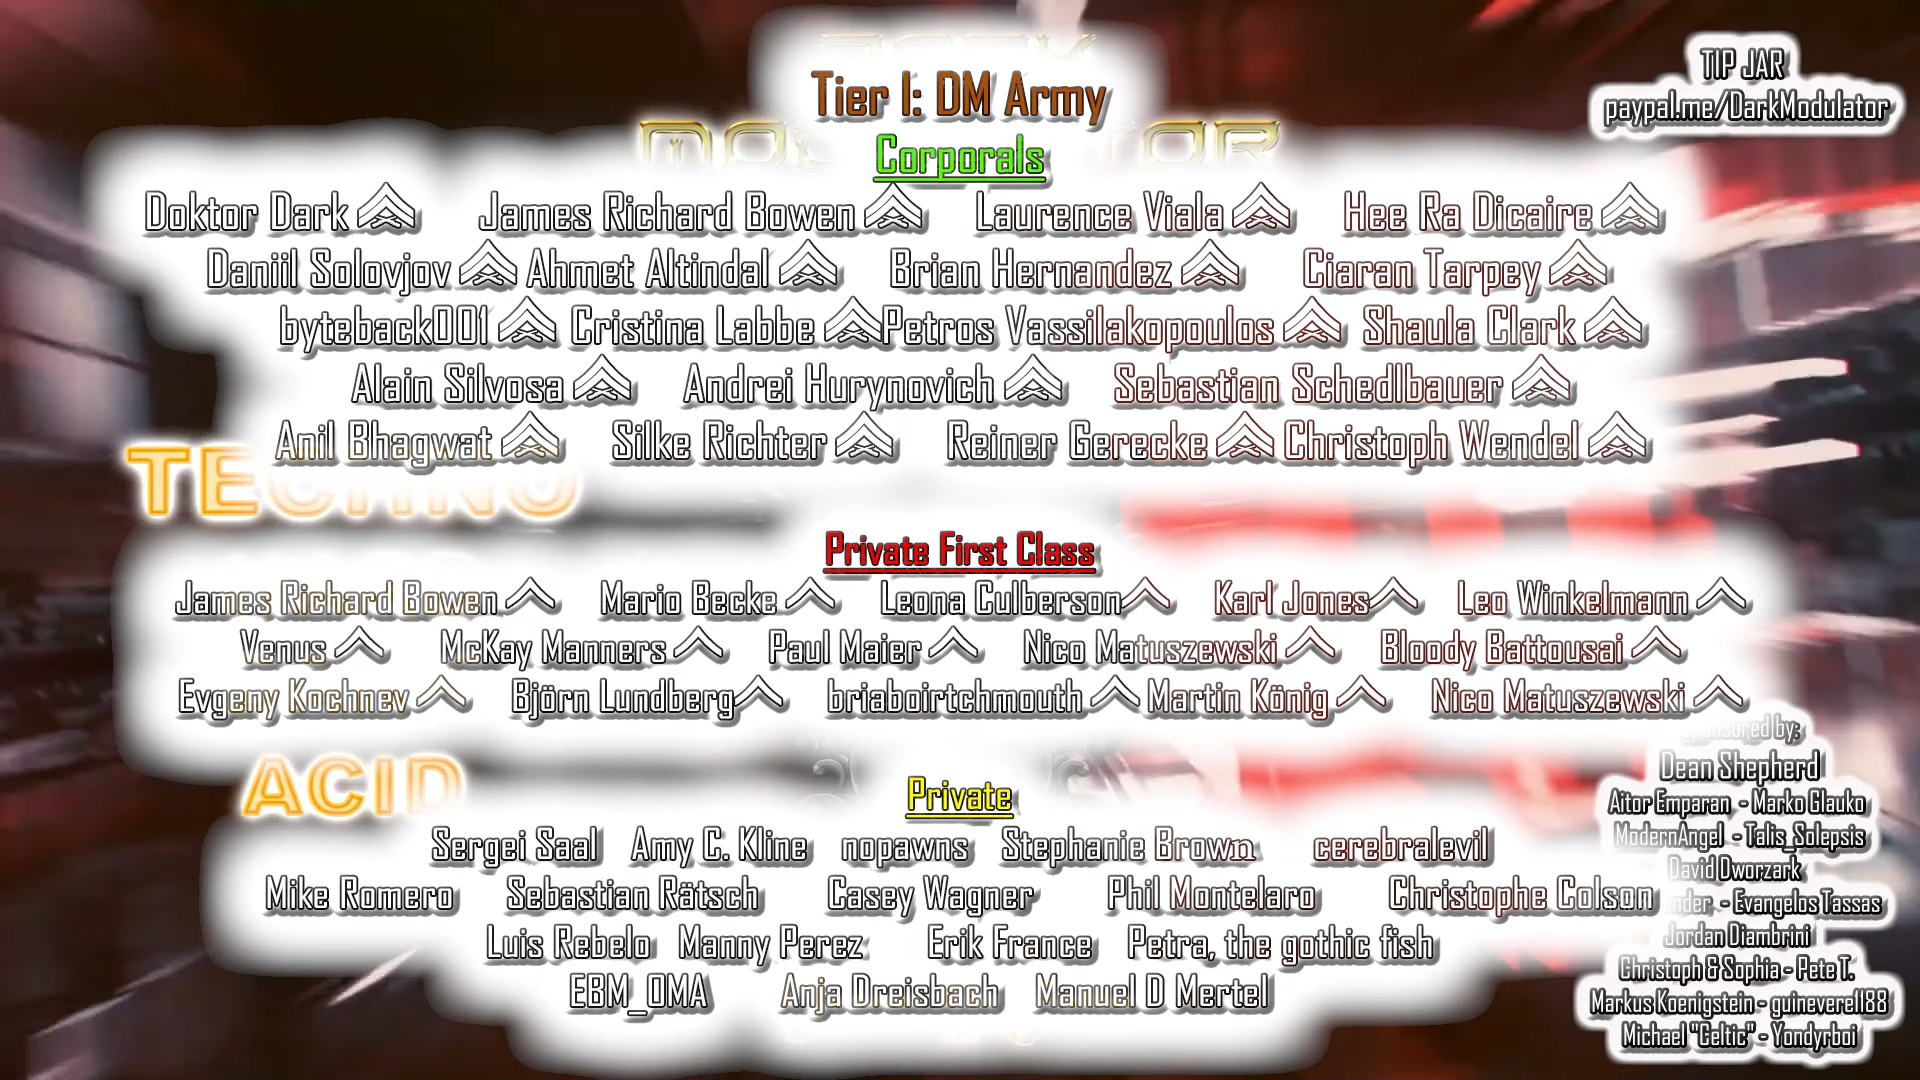 TIP JAR
paypal.me/DarkModulator
Tier I: DM Army
Corporals
Doktor Dark James Richard Bowen Laurence Viala Hee Ra Dicaire
Daniil Solovjov Ahmet Altindal Brian Hernandez Ciaran Tarpey
byteback001 Cristina Labbe Petros Vassilakopoulos Shaula Clark
Alain Silvosa Andrei Hurynovich Sebastian Schedlbauer
Anil Bhagwat Silke Richter Reiner Gerecke Christoph Wendel
TECHNO
Private First Class
James Richard Bowen Mario Becke Leona Culberson Karl Jones Leo Winkelmann
Venus McKay Manners Paul Maier Nico Matuszewski Bloody Battousai
Evgeny Kochnev Björn Lundberg briaboirtchmouth Martin König Nico Matuszewski
ACID
Private
Sergei Saal Amy C. Kline nopawns Stephanie Brown cerebralevil
Mike Romero Sebastian Rätsch Casey Wagner Phil Montelaro Christophe Colson
Luis Rebelo Manny Perez Erik France Petra, the gothic fish
EBM_OMA Anja Dreisbach Manuel D Mertel
by:
Dean Shepherd
Aitor Emparan - Marko Glauko
ModernAngel - Talis_Solepsis
David Dworzark
- Evangelos Tassas
Jordan Diambrini
Christoph & Sophia - Pete T.
Markus Koenigstein - guinevere1188
Michael "Celtic" - Yondyrboi